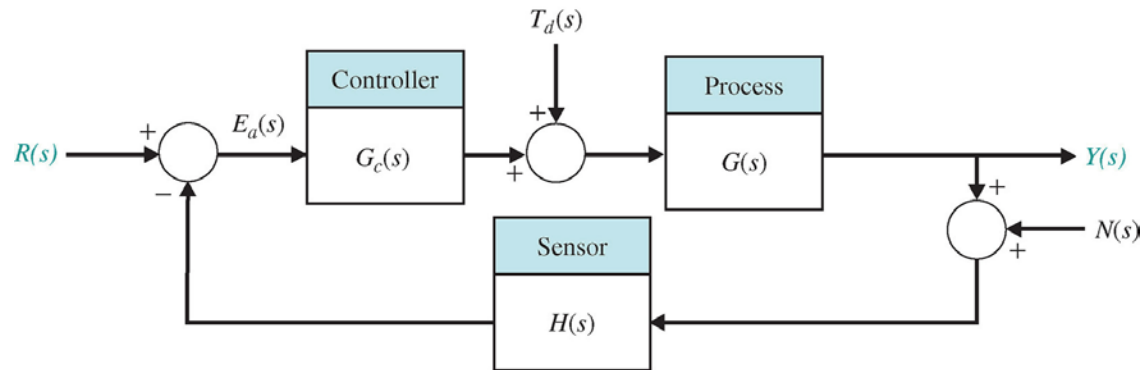 T_d(s)
Controller
Process
+
+
E_a(s)
R(s)
G_c(s)
+
G(s)
Y(s)
−
+
Sensor
N(s)
+
H(s)